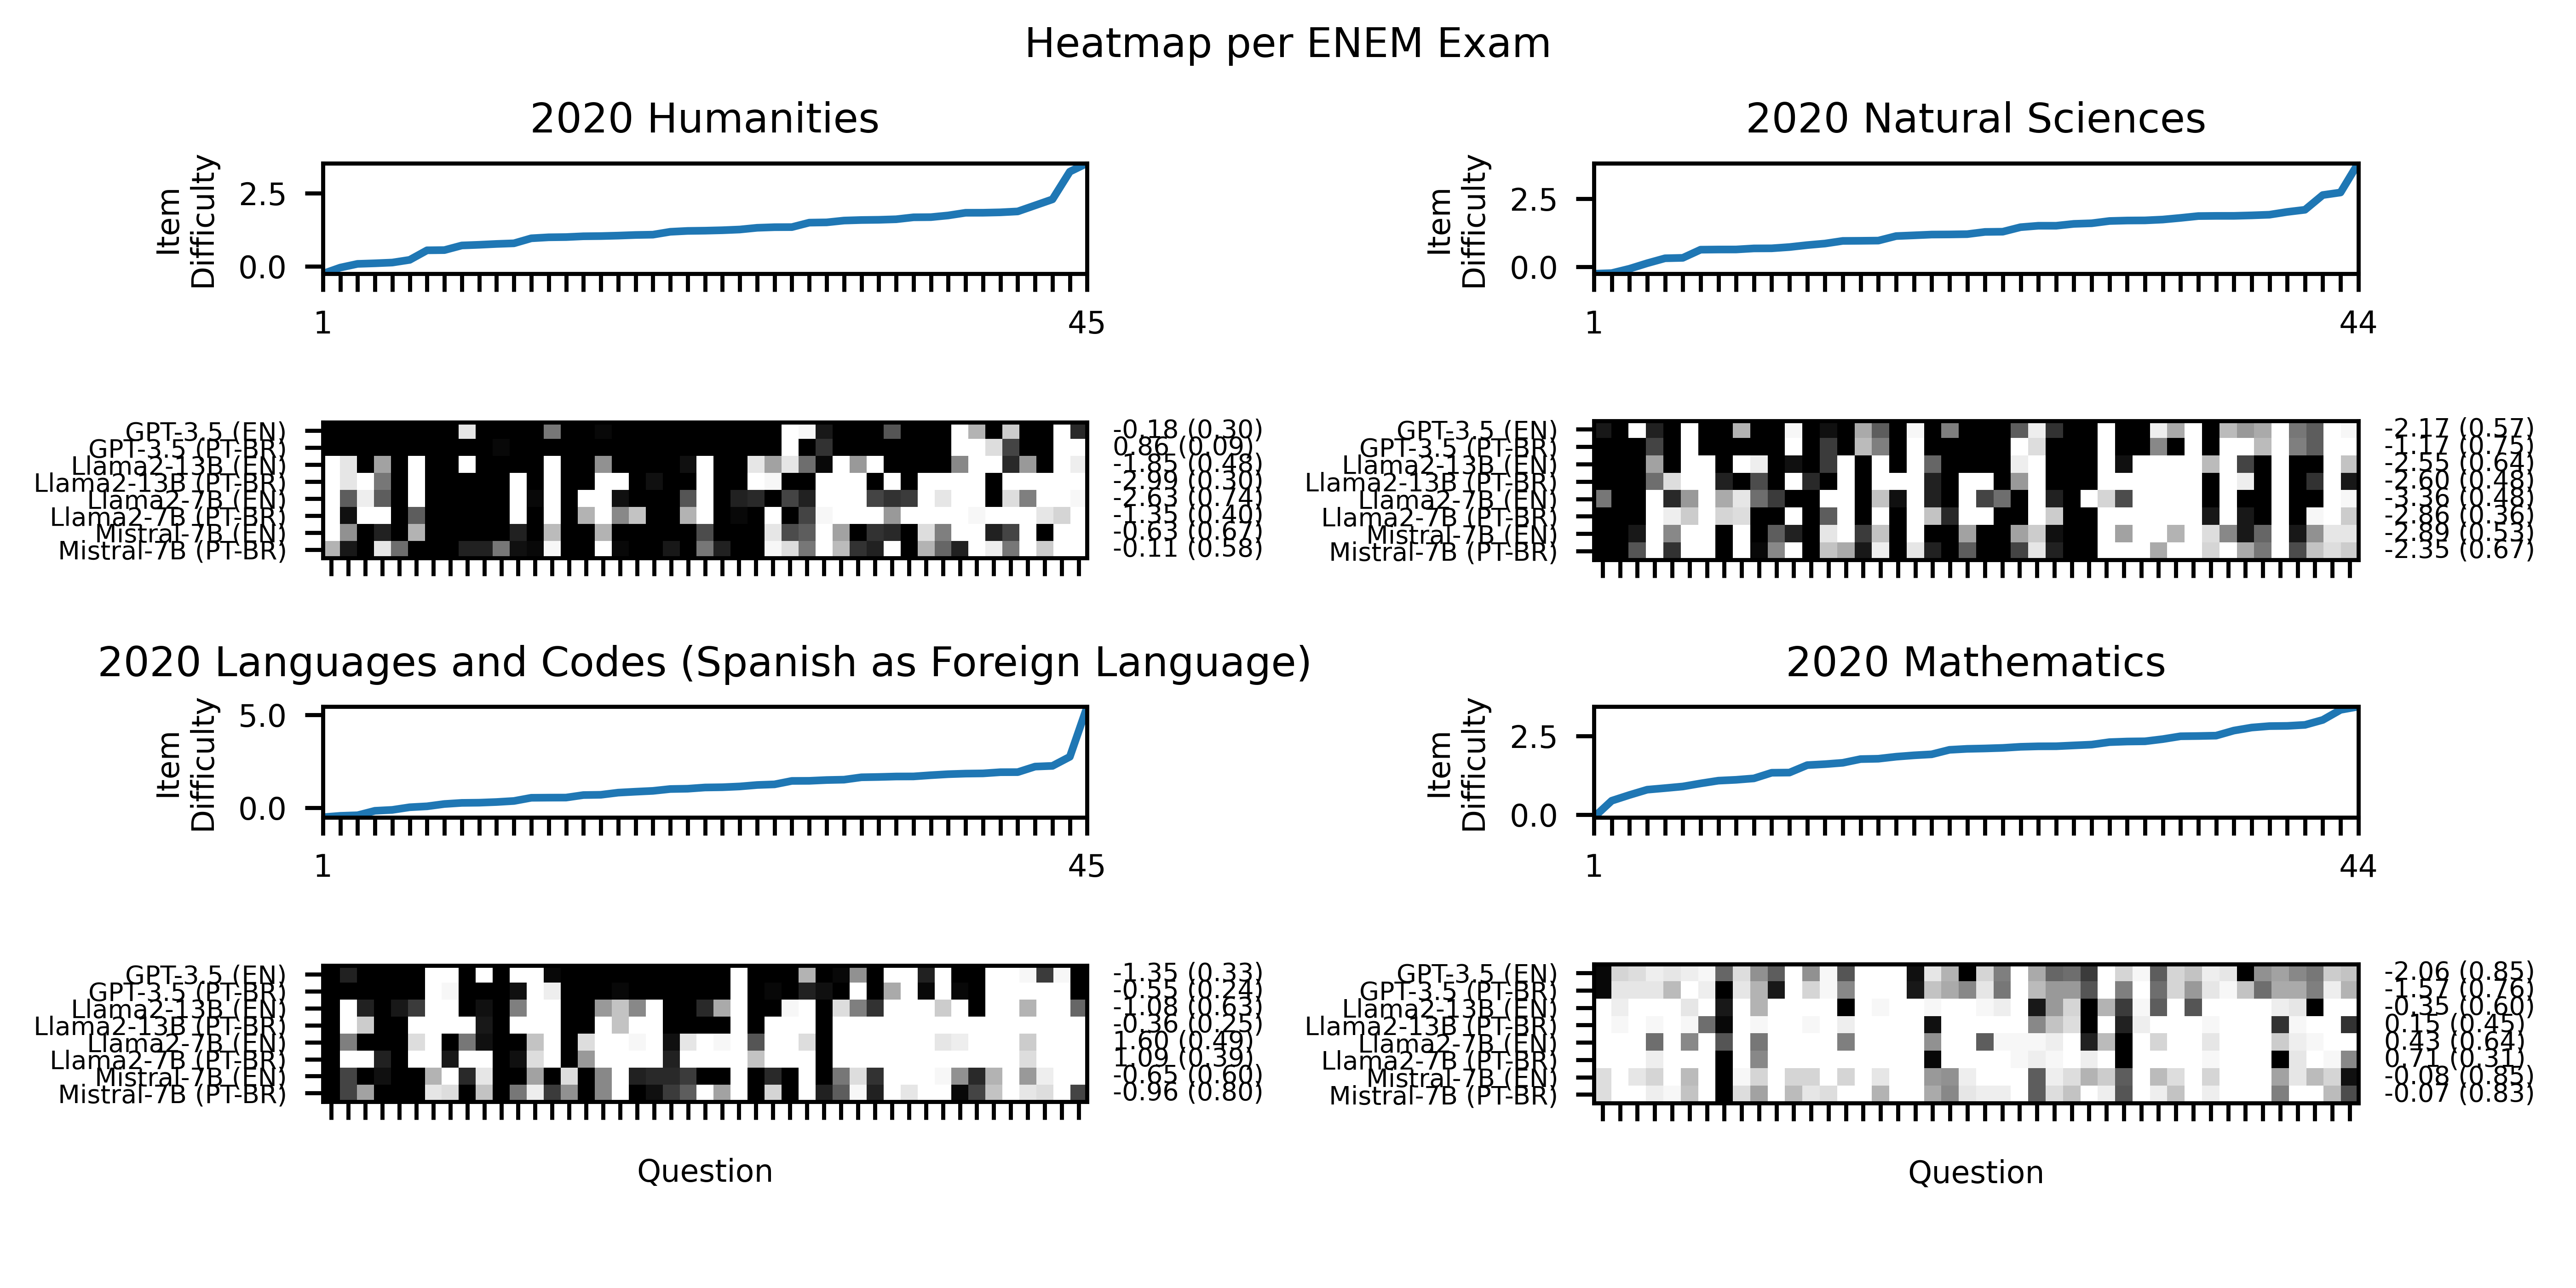 Heatmap per ENEM Exam
2020 Humanities
Item
Difficulty
2.5
0.0
1
45
GPT-3.5 (EN)
GPT-3.5 (PT-BR)
Llama2-13B (EN)
Llama2-13B (PT-BR)
Llama2-7B (EN)
Llama2-7B (PT-BR)
Mistral-7B (EN)
Mistral-7B (PT-BR)
-0.18 (0.30)
0.86 (0.09)
-1.85 (0.48)
-2.99 (0.30)
-2.63 (0.74)
-1.35 (0.40)
-0.63 (0.67)
-0.11 (0.58)
2020 Natural Sciences
Item
Difficulty
2.5
0.0
1
44
GPT-3.5 (EN)
GPT-3.5 (PT-BR)
Llama2-13B (EN)
Llama2-13B (PT-BR)
Llama2-7B (EN)
Llama2-7B (PT-BR)
Mistral-7B (EN)
Mistral-7B (PT-BR)
-2.17 (0.57)
-1.17 (0.75)
-2.55 (0.64)
-2.60 (0.48)
-3.36 (0.48)
-2.86 (0.36)
-2.89 (0.53)
-2.35 (0.67)
2020 Languages and Codes (Spanish as Foreign Language)
Item
Difficulty
5.0
0.0
1
45
GPT-3.5 (EN)
GPT-3.5 (PT-BR)
Llama2-13B (EN)
Llama2-13B (PT-BR)
Llama2-7B (EN)
Llama2-7B (PT-BR)
Mistral-7B (EN)
Mistral-7B (PT-BR)
-1.35 (0.33)
-0.55 (0.24)
-1.08 (0.63)
-0.36 (0.25)
1.60 (0.49)
1.09 (0.39)
-0.65 (0.60)
-0.96 (0.80)
Question
2020 Mathematics
Item
Difficulty
2.5
0.0
1
44
GPT-3.5 (EN)
GPT-3.5 (PT-BR)
Llama2-13B (EN)
Llama2-13B (PT-BR)
Llama2-7B (EN)
Llama2-7B (PT-BR)
Mistral-7B (EN)
Mistral-7B (PT-BR)
-2.06 (0.85)
-1.57 (0.76)
-0.35 (0.60)
0.15 (0.45)
0.43 (0.64)
0.71 (0.31)
-0.08 (0.85)
-0.07 (0.83)
Question